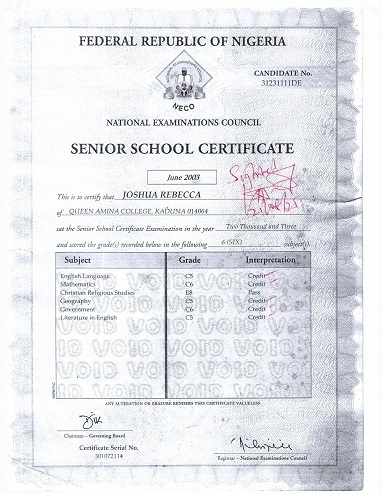 FEDERAL REPUBLIC OF NIGERIA
CANDIDATE No.
31231111DE
NECO
NATIONAL EXAMINATIONS COUNCIL
SENIOR SCHOOL CERTIFICATE
June 2003
Sighted
This is to certify that JOSHUA REBECCA
of QUEEN AMINA COLLEGE, KADUNA 014064
sat the Senior School Certificate Examination in the year Two Thousand and Three
and scored the grade(s) recorded below in the following 6 (SIX) subject(s).
Subject Grade Interpretation
English Language C5 Credit
Mathematics C6 Credit
Christian Religious Studies E8 Pass
Geography C5 Credit
Government C6 Credit
Literature in English C5 Credit
VOID VOID VOID
ANY ALTERATION OR ERASURE RENDERS THIS CERTIFICATE VALUELESS
Chairman – Governing Board
Certificate Serial No.
301072114
Registrar – National Examinations Council